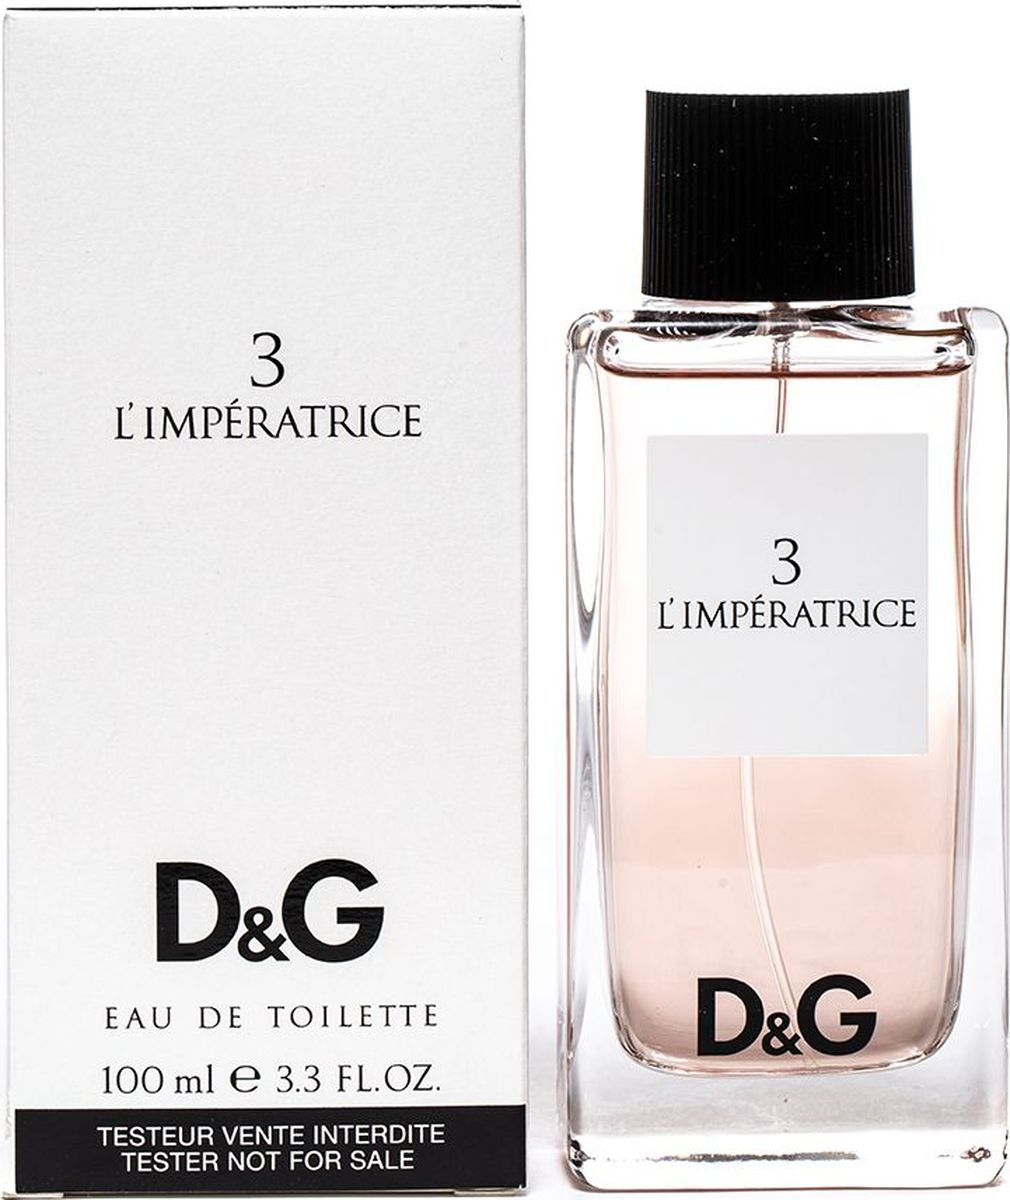 3
L'IMPÉRATRICE
D&G
EAU DE TOILETTE
100 ml ℮ 3.3 FL.OZ.
TESTEUR VENTE INTERDITE
TESTER NOT FOR SALE
3
L'IMPÉRATRICE
D&G